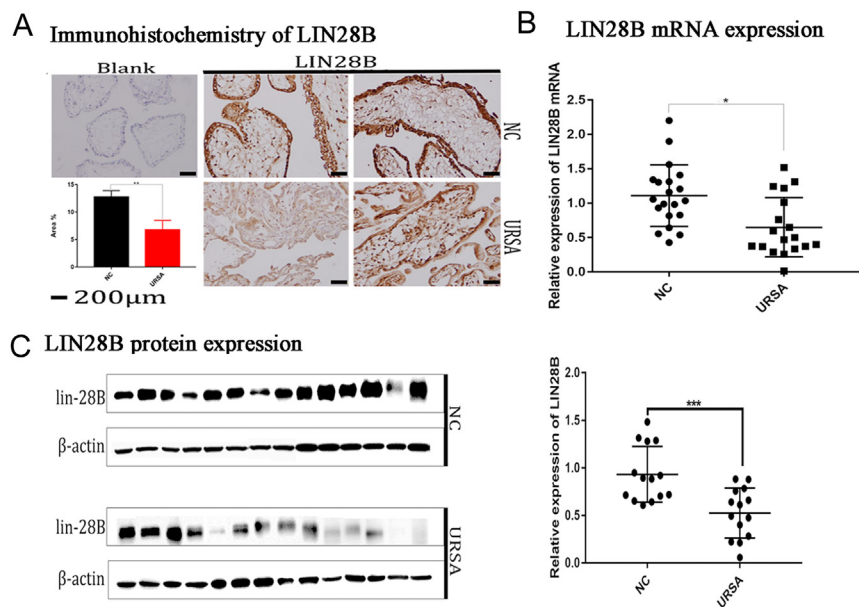 A
Immunohistochemistry of LIN28B
Blank
LIN28B
NC
URSA
15
10
5
0
Area %
**
NC
URSA
200μm
B
LIN28B mRNA expression
Relative expression of LIN28B mRNA
2.5
2.0
1.5
1.0
0.5
0.0
*
NC
URSA
C
LIN28B protein expression
lin-28B
β-actin
NC
lin-28B
β-actin
URSA
Relative expression of LIN28B
2.0
1.5
1.0
0.5
0.0
***
NC
URSA